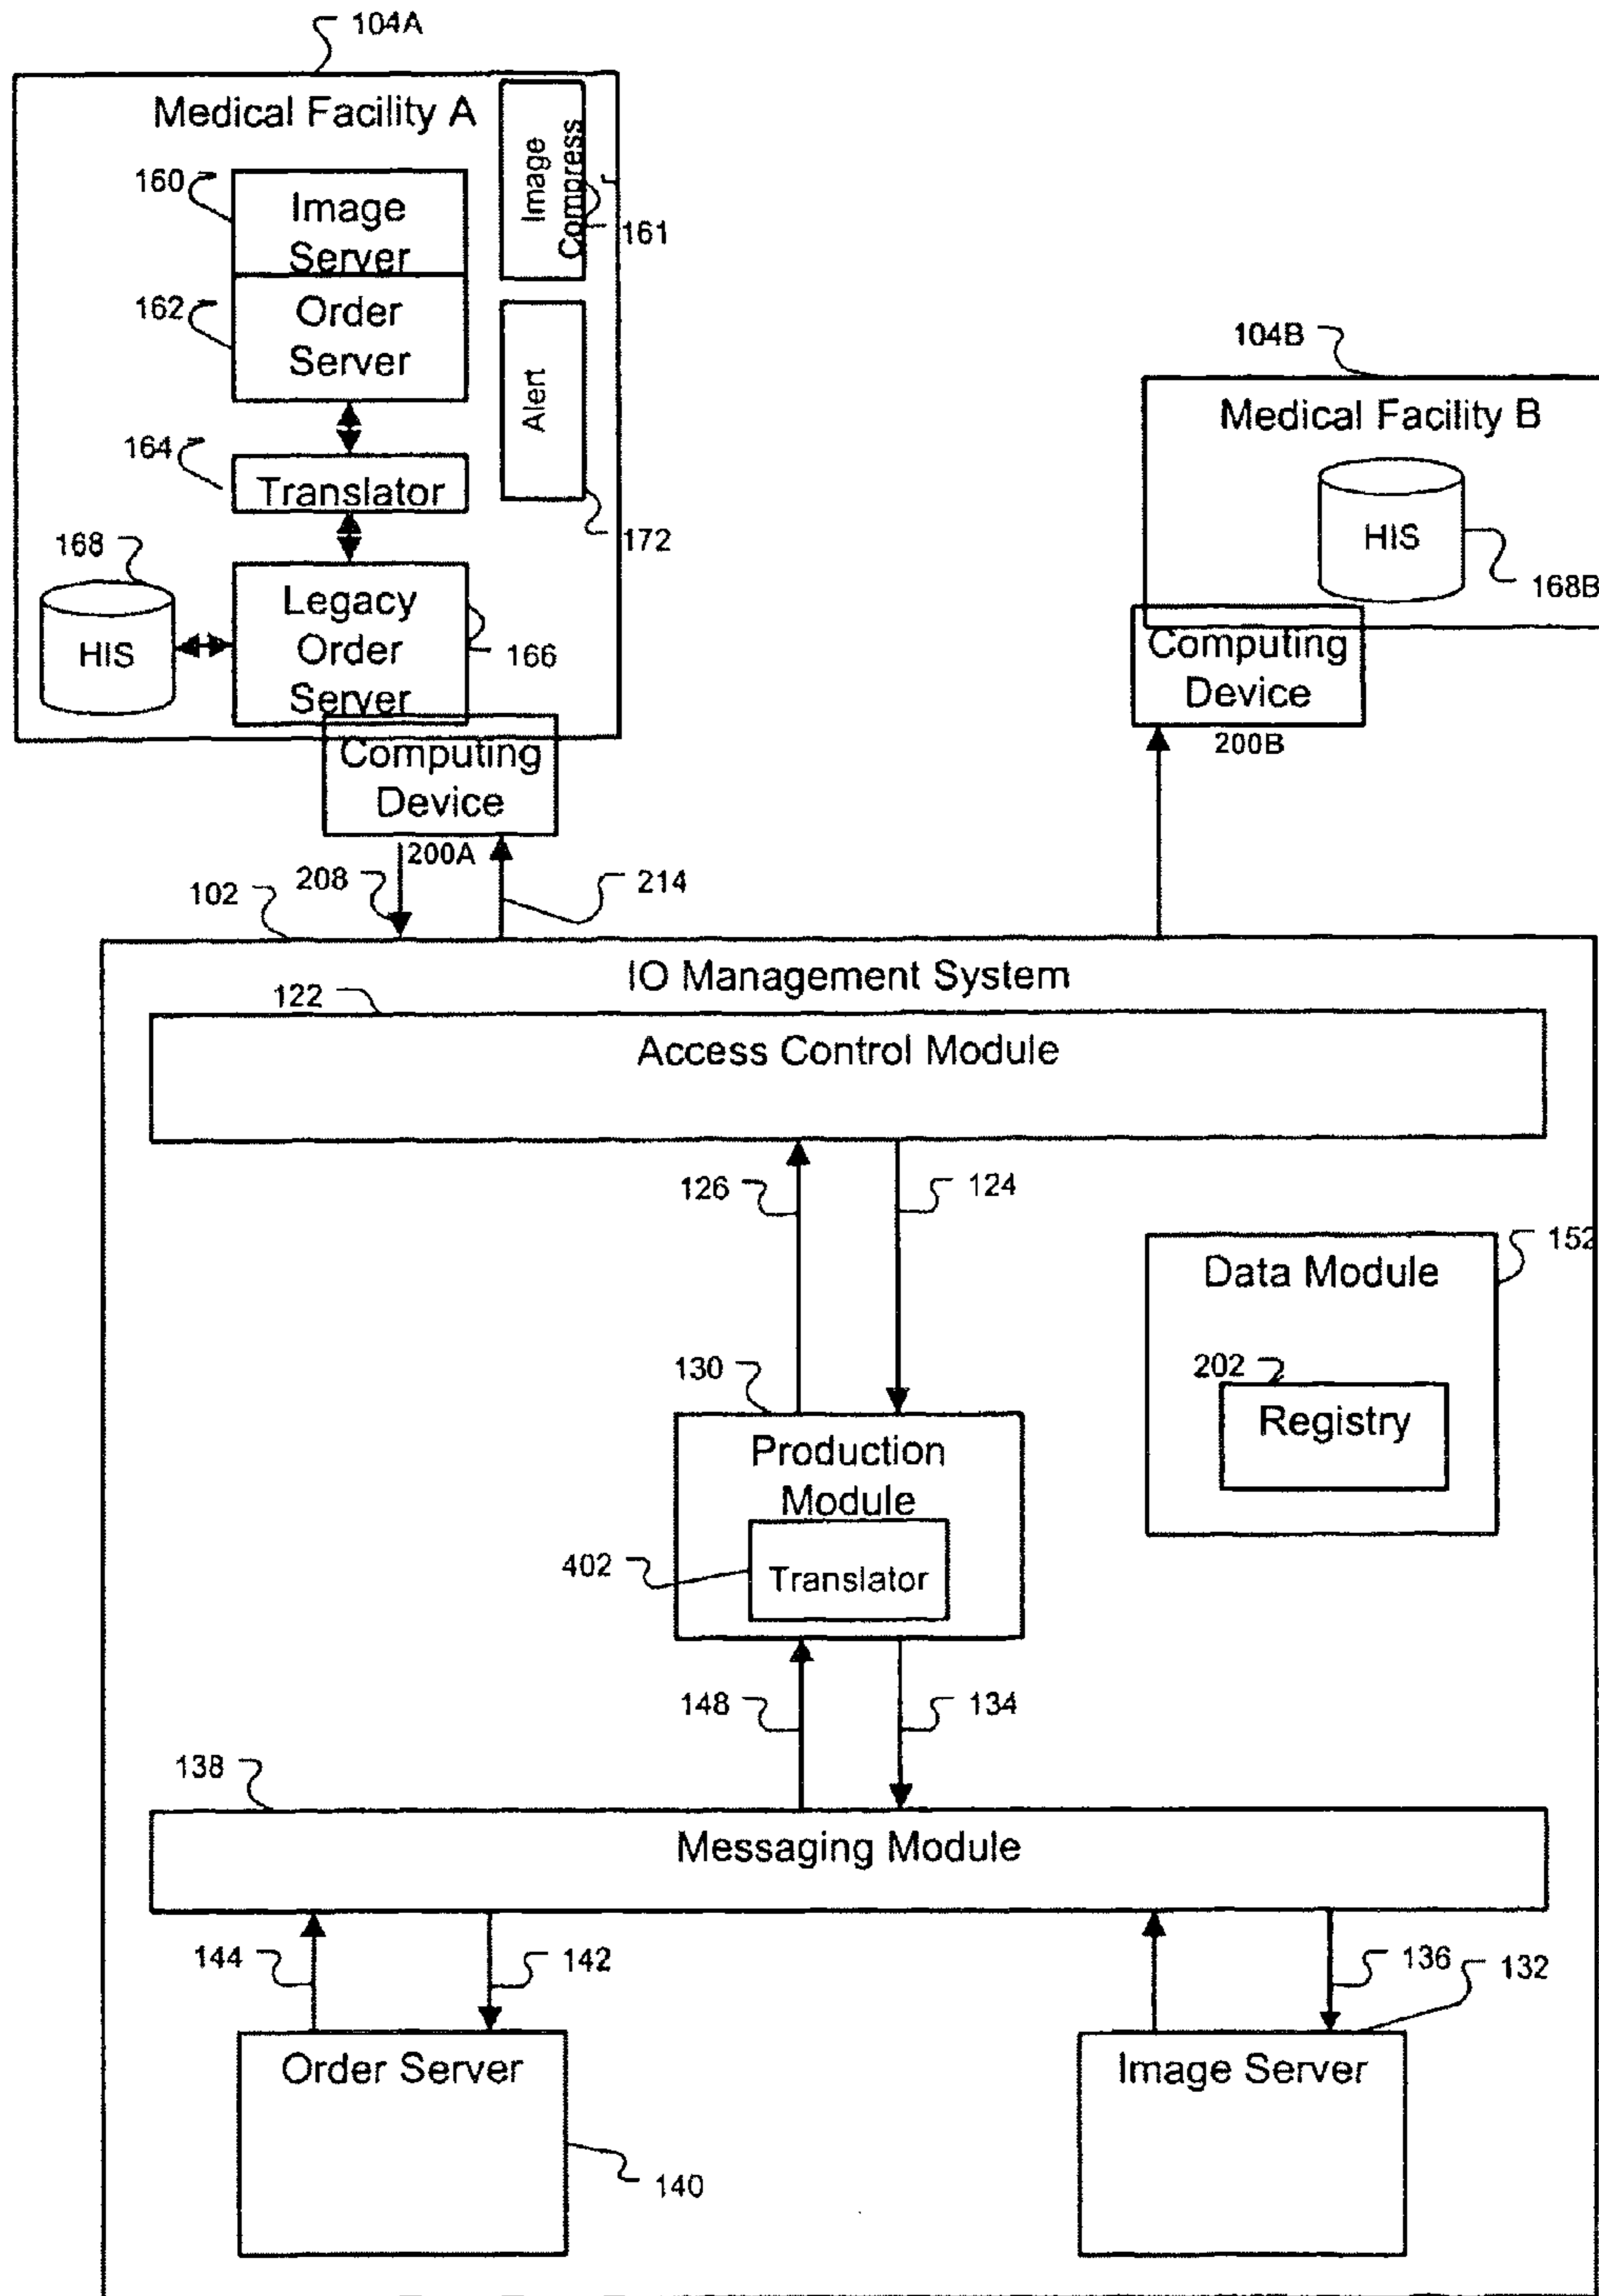 104A
Medical Facility A
Image
Compress
161
160
Image
Server
162
Order
Server
Alert
172
164
Translator
168
HIS
Legacy
Order
Server
166
Computing
Device
200A
104B
Medical Facility B
HIS
168B
Computing
Device
200B
208
214
102
IO Management System
122
Access Control Module
126
124
152
Data Module
202
Registry
130
Production
Module
402
Translator
148
134
138
Messaging Module
144
142
136
132
Order Server
140
Image Server